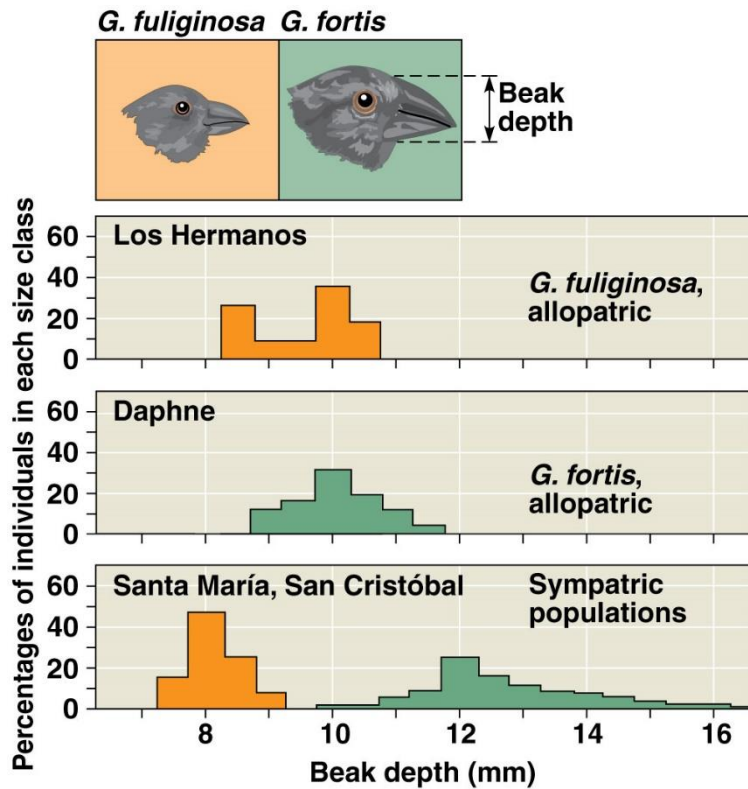 G. fuliginosa G. fortis
Beak
depth
Percentages of individuals in each size class
Los Hermanos
G. fuliginosa,
allopatric
60
40
20
0
Daphne
G. fortis,
allopatric
60
40
20
0
Santa María, San Cristóbal
Sympatric
populations
60
40
20
0
8 10 12 14 16
Beak depth (mm)